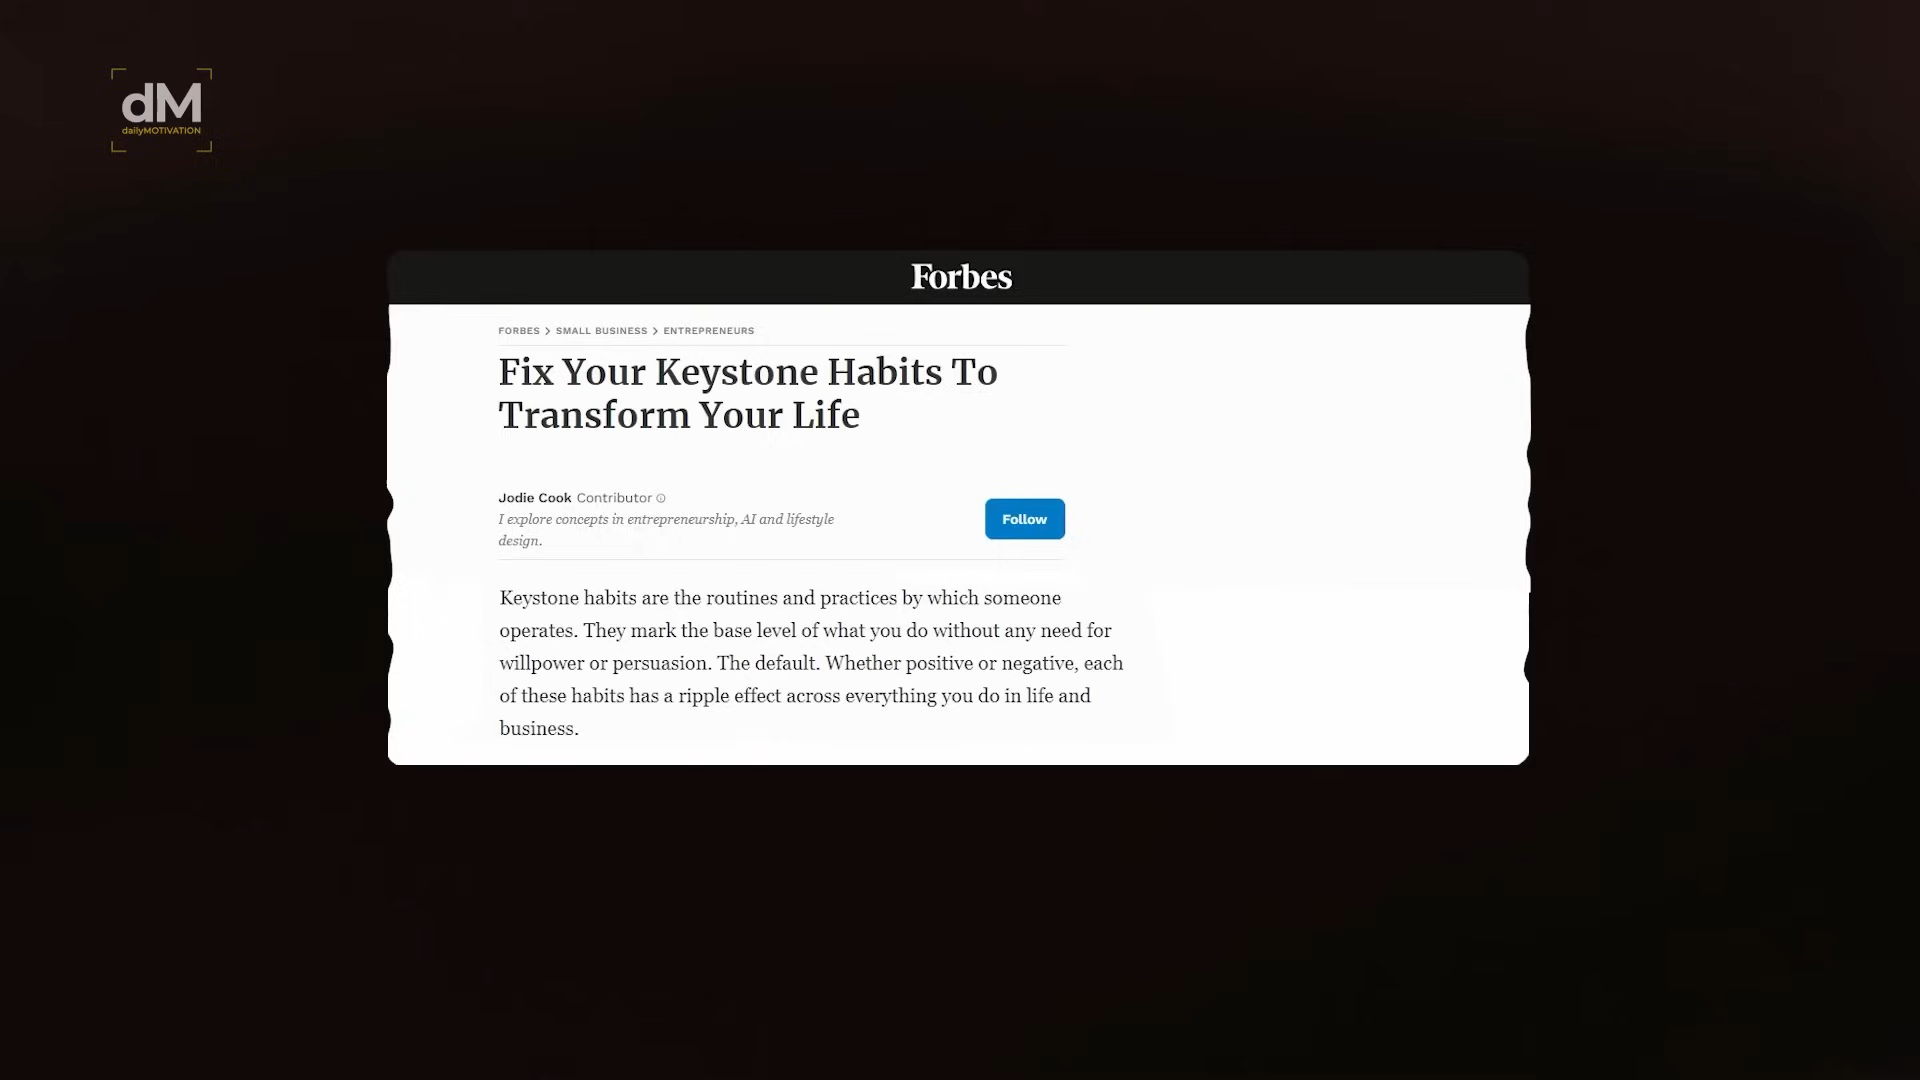 dM
dailyMOTIVATION
Forbes
FORBES > SMALL BUSINESS > ENTREPRENEURS
Fix Your Keystone Habits To
Transform Your Life
Jodie Cook Contributor
I explore concepts in entrepreneurship, AI and lifestyle
design.
Follow
Keystone habits are the routines and practices by which someone
operates. They mark the base level of what you do without any need for
willpower or persuasion. The default. Whether positive or negative, each
of these habits has a ripple effect across everything you do in life and
business.